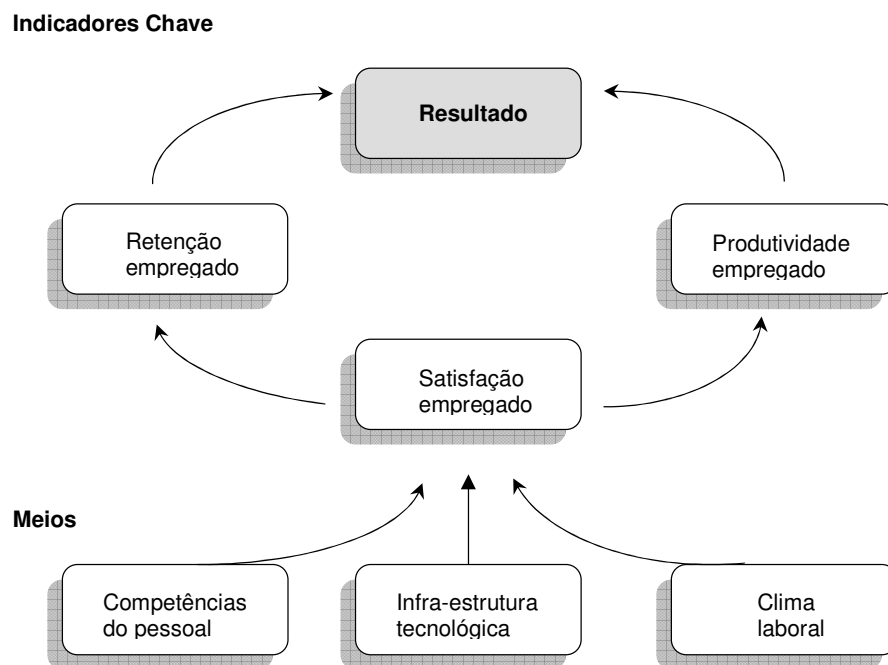 Indicadores Chave
Resultado
Retenção
empregado
Produtividade
empregado
Satisfação
empregado
Meios
Competências
do pessoal
Infra-estrutura
tecnológica
Clima
laboral